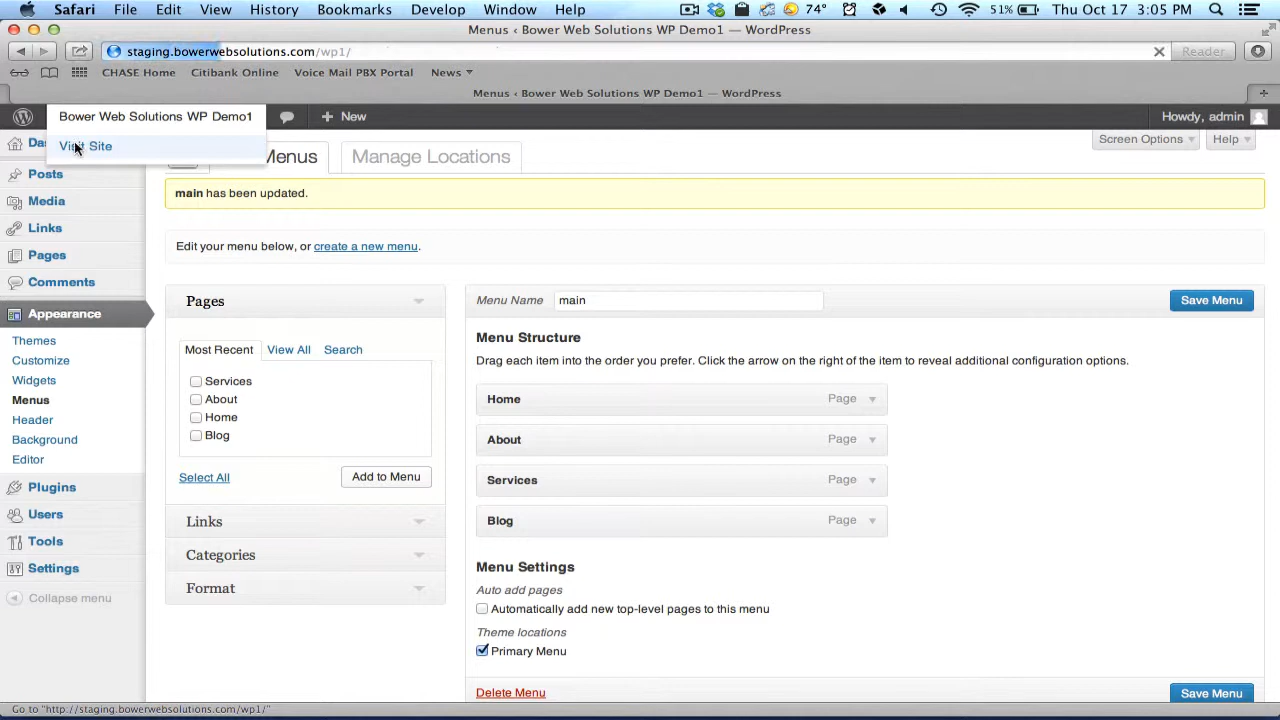 Safari File Edit View History Bookmarks Develop Window Help 74° 51% Thu Oct 17 3:05 PM
Menus ‹ Bower Web Solutions WP Demo1 — WordPress
staging.bowerwebsolutions.com/wp1/ Reader
CHASE Home Citibank Online Voice Mail PBX Portal News
Menus ‹ Bower Web Solutions WP Demo1 — WordPress
Bower Web Solutions WP Demo1 New Howdy, admin
Visit Site
Screen Options Help
Menus Manage Locations
main has been updated.
Edit your menu below, or create a new menu.
Posts
Media
Links
Pages
Comments
Appearance
Themes
Customize
Widgets
Menus
Header
Background
Editor
Plugins
Users
Tools
Settings
Collapse menu
Pages
Most Recent View All Search
Services
About
Home
Blog
Select All Add to Menu
Links
Categories
Format
Menu Name main Save Menu
Menu Structure
Drag each item into the order you prefer. Click the arrow on the right of the item to reveal additional configuration options.
Home Page
About Page
Services Page
Blog Page
Menu Settings
Auto add pages
Automatically add new top-level pages to this menu
Theme locations
Primary Menu
Delete Menu Save Menu
Go to "http://staging.bowerwebsolutions.com/wp1/"